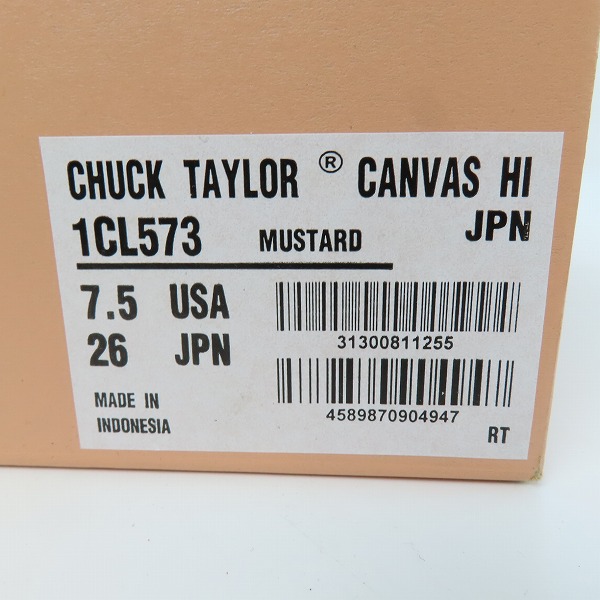 CHUCK TAYLOR ® CANVAS HI
1CL573 MUSTARD JPN
7.5 USA
26 JPN
31300811255
MADE IN
INDONESIA
4589870904947
RT